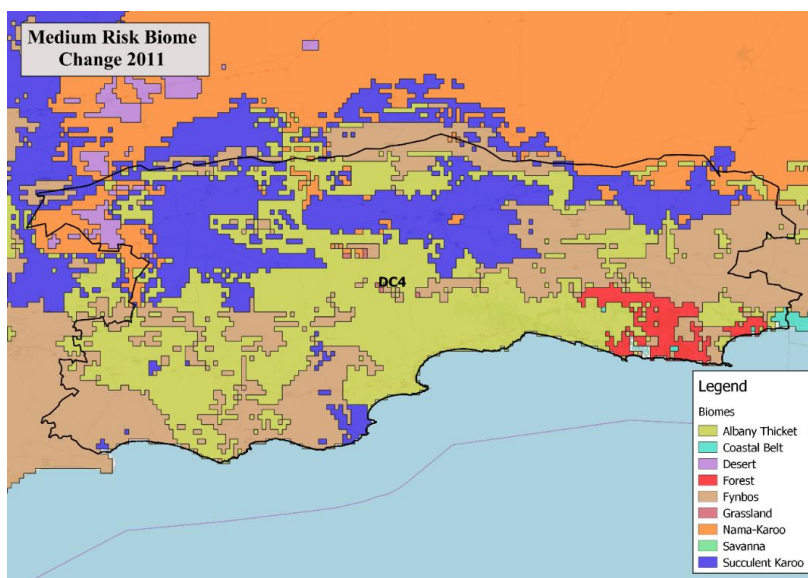 Medium Risk Biome
Change 2011
DC4
Legend
Biomes
Albany Thicket
Coastal Belt
Desert
Forest
Fynbos
Grassland
Nama-Karoo
Savanna
Succulent Karoo